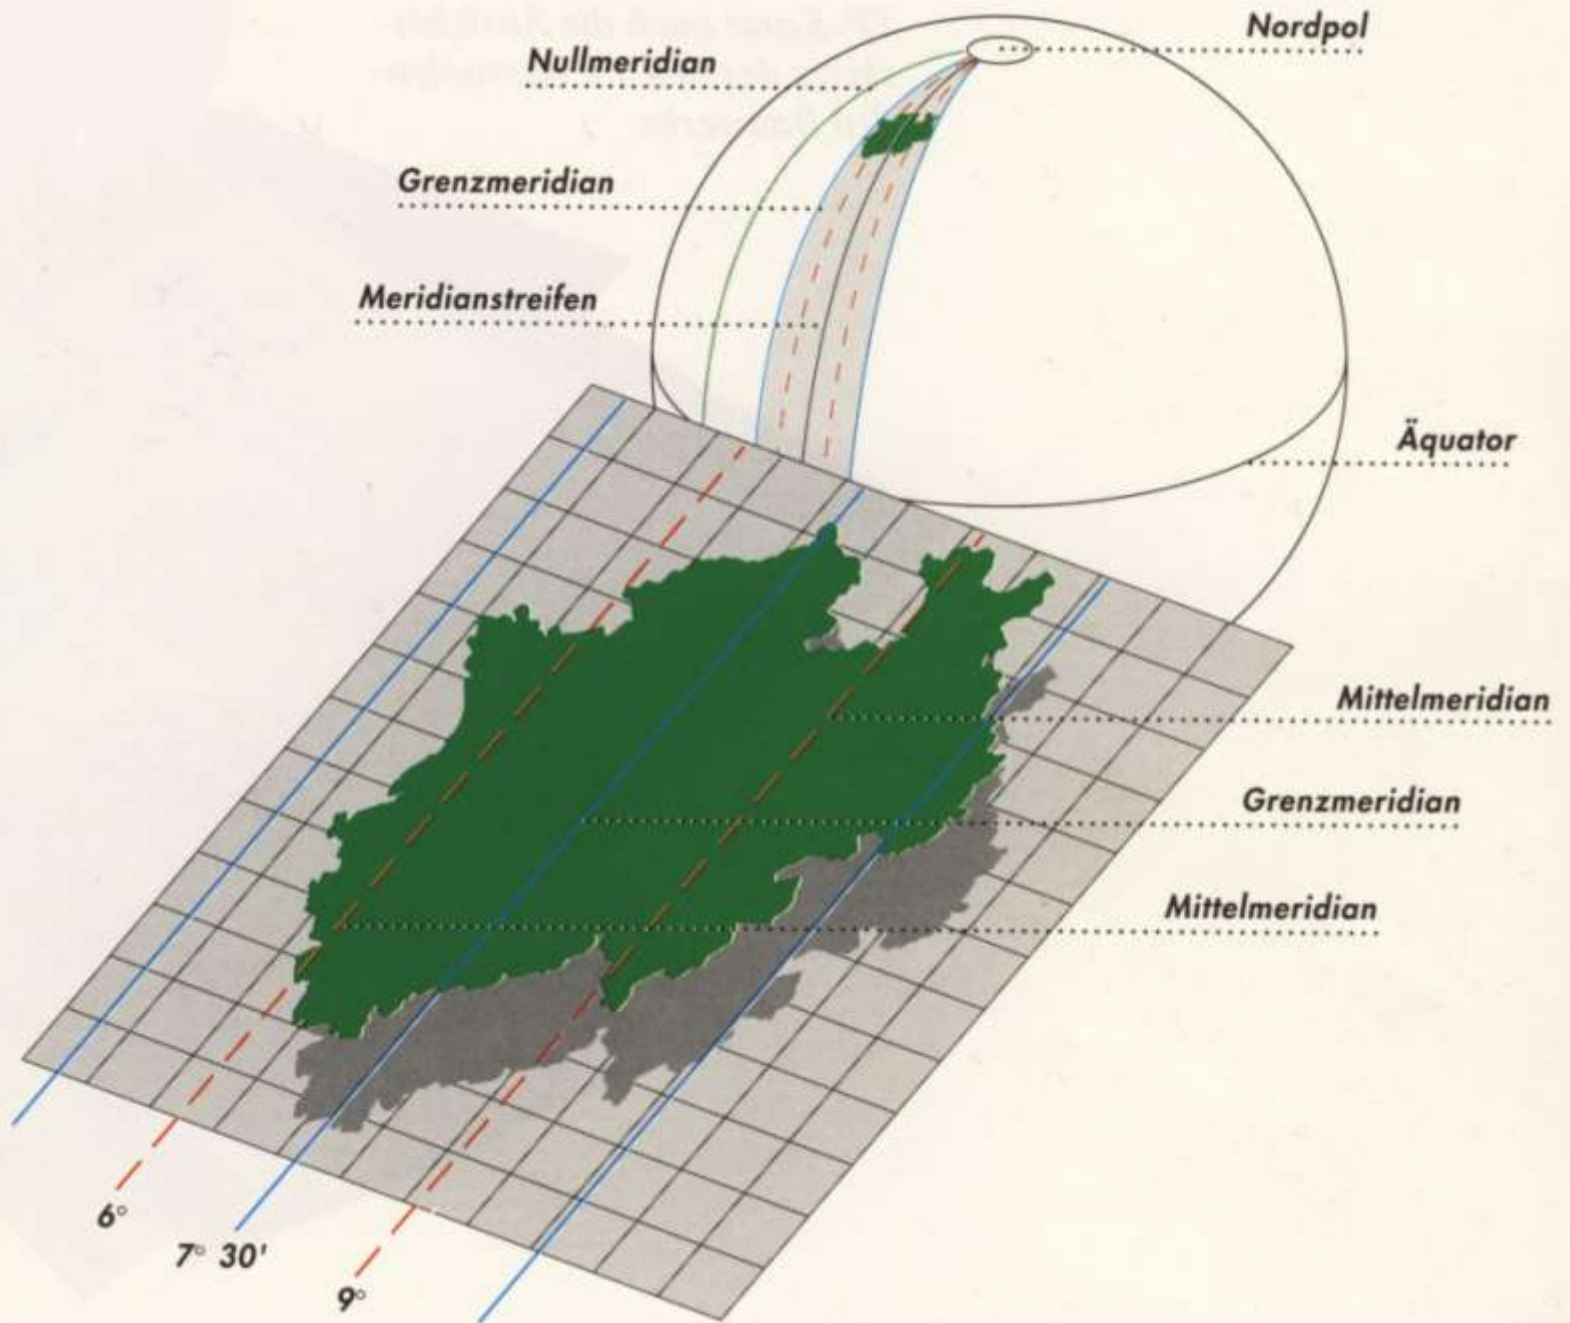 Nordpol
Nullmeridian
Grenzmeridian
Meridianstreifen
Äquator
Mittelmeridian
Grenzmeridian
Mittelmeridian
6°
7° 30'
9°